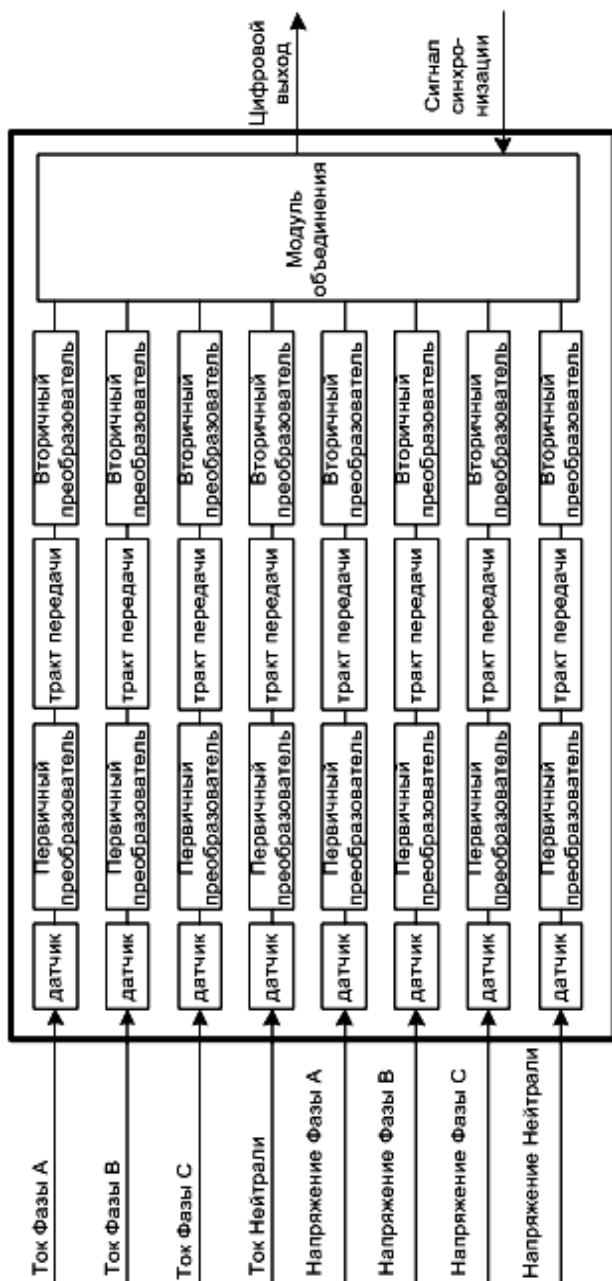 Ток Фазы А
датчик
Первичный
преобразователь
тракт передачи
Вторичный
преобразователь
Ток Фазы В
датчик
Первичный
преобразователь
тракт передачи
Вторичный
преобразователь
Ток Фазы С
датчик
Первичный
преобразователь
тракт передачи
Вторичный
преобразователь
Ток Нейтрали
датчик
Первичный
преобразователь
тракт передачи
Вторичный
преобразователь
Напряжение Фазы А
датчик
Первичный
преобразователь
тракт передачи
Вторичный
преобразователь
Напряжение Фазы В
датчик
Первичный
преобразователь
тракт передачи
Вторичный
преобразователь
Напряжение Фазы С
датчик
Первичный
преобразователь
тракт передачи
Вторичный
преобразователь
Напряжение Нейтрали
датчик
Первичный
преобразователь
тракт передачи
Вторичный
преобразователь
Модуль
объединения
Цифровой
выход
Сигнал
синхро-
низации